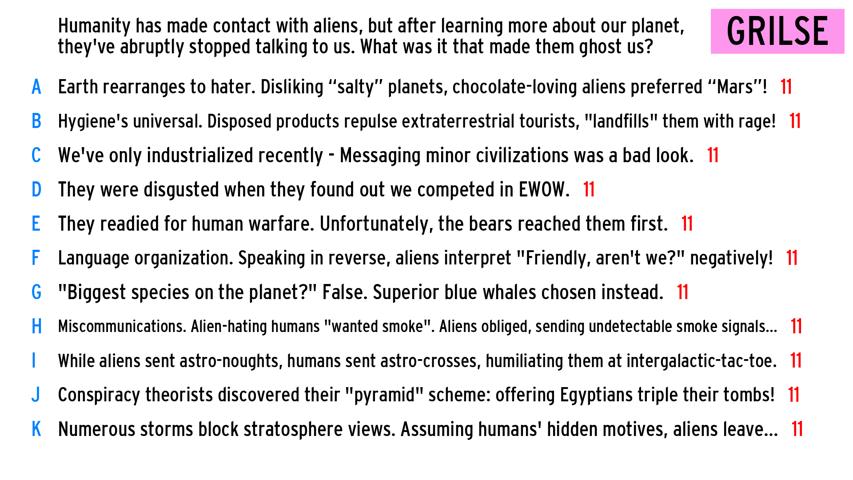 Humanity has made contact with aliens, but after learning more about our planet,
they've abruptly stopped talking to us. What was it that made them ghost us?
GRILSE
A Earth rearranges to hater. Disliking “salty” planets, chocolate-loving aliens preferred “Mars”! 11
B Hygiene's universal. Disposed products repulse extraterrestrial tourists, "landfills" them with rage! 11
C We've only industrialized recently - Messaging minor civilizations was a bad look. 11
D They were disgusted when they found out we competed in EWOW. 11
E They readied for human warfare. Unfortunately, the bears reached them first. 11
F Language organization. Speaking in reverse, aliens interpret "Friendly, aren't we?" negatively! 11
G "Biggest species on the planet?" False. Superior blue whales chosen instead. 11
H Miscommunications. Alien-hating humans "wanted smoke". Aliens obliged, sending undetectable smoke signals... 11
I While aliens sent astro-noughts, humans sent astro-crosses, humiliating them at intergalactic-tac-toe. 11
J Conspiracy theorists discovered their "pyramid" scheme: offering Egyptians triple their tombs! 11
K Numerous storms block stratosphere views. Assuming humans' hidden motives, aliens leave... 11